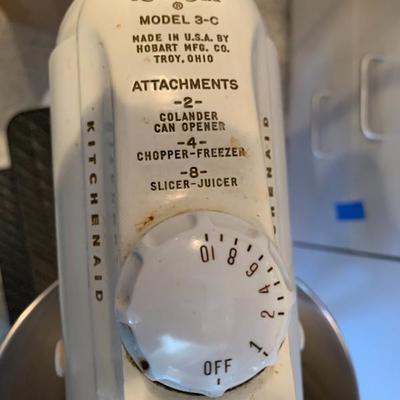 ®
MODEL 3-C
MADE IN U.S.A. BY
HOBART MFG. CO.
TROY, OHIO
ATTACHMENTS
-2-
COLANDER
CAN OPENER
-4-
CHOPPER-FREEZER
-8-
SLICER-JUICER
KITCHENAID
KITCHENAID
10 8 6 4 2 1
OFF